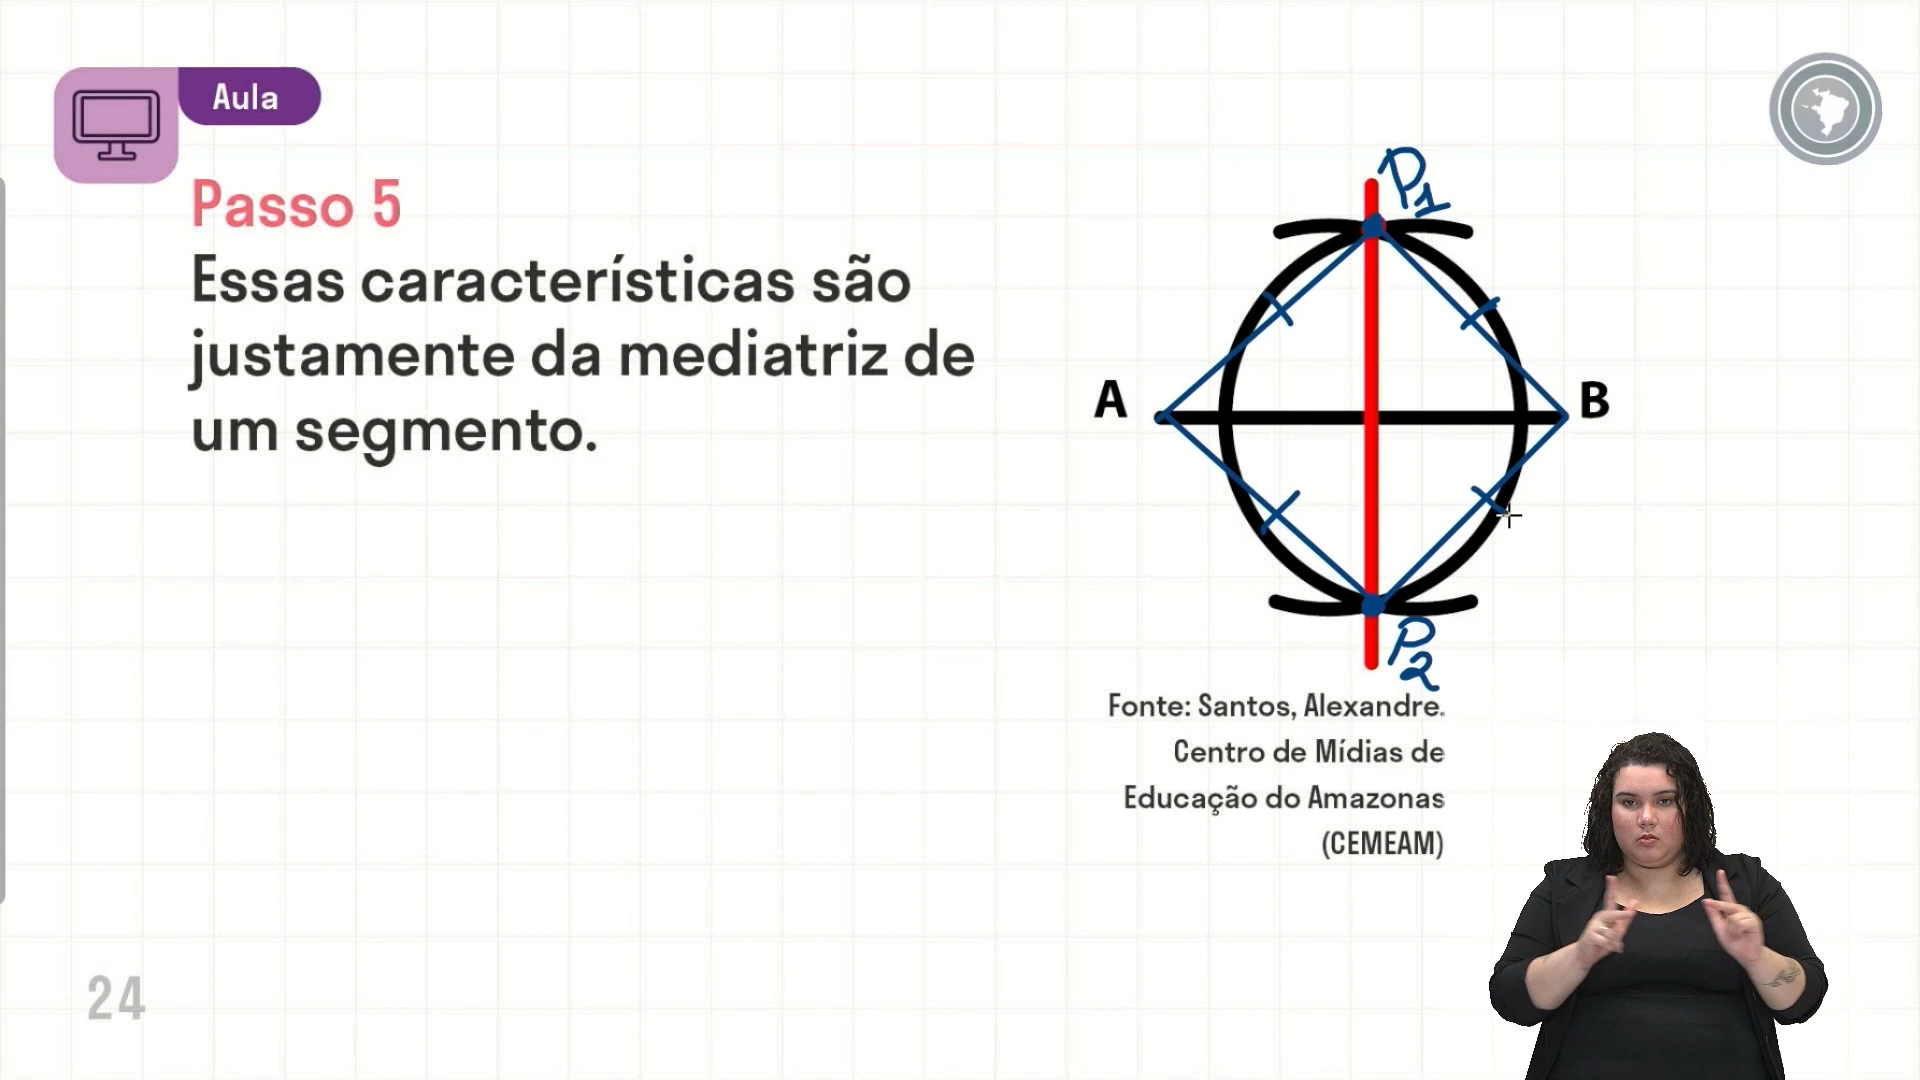 Aula
Passo 5
Essas características são
justamente da mediatriz de
um segmento.
P1
A
B
P2
Fonte: Santos, Alexandre.
Centro de Mídias de
Educação do Amazonas
(CEMEAM)
24